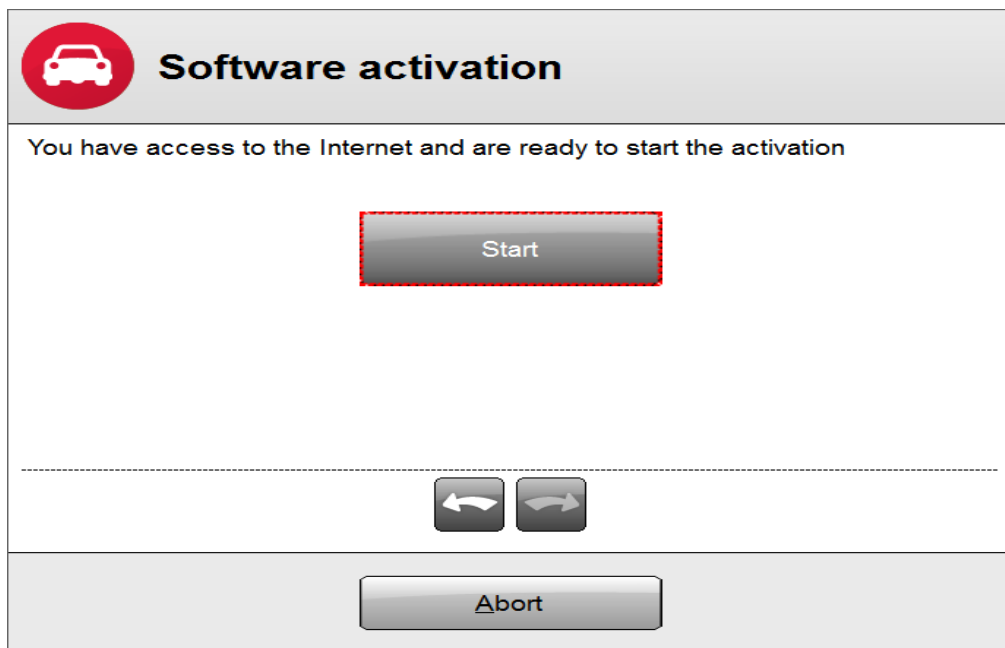 Software activation
You have access to the Internet and are ready to start the activation
Start
Abort